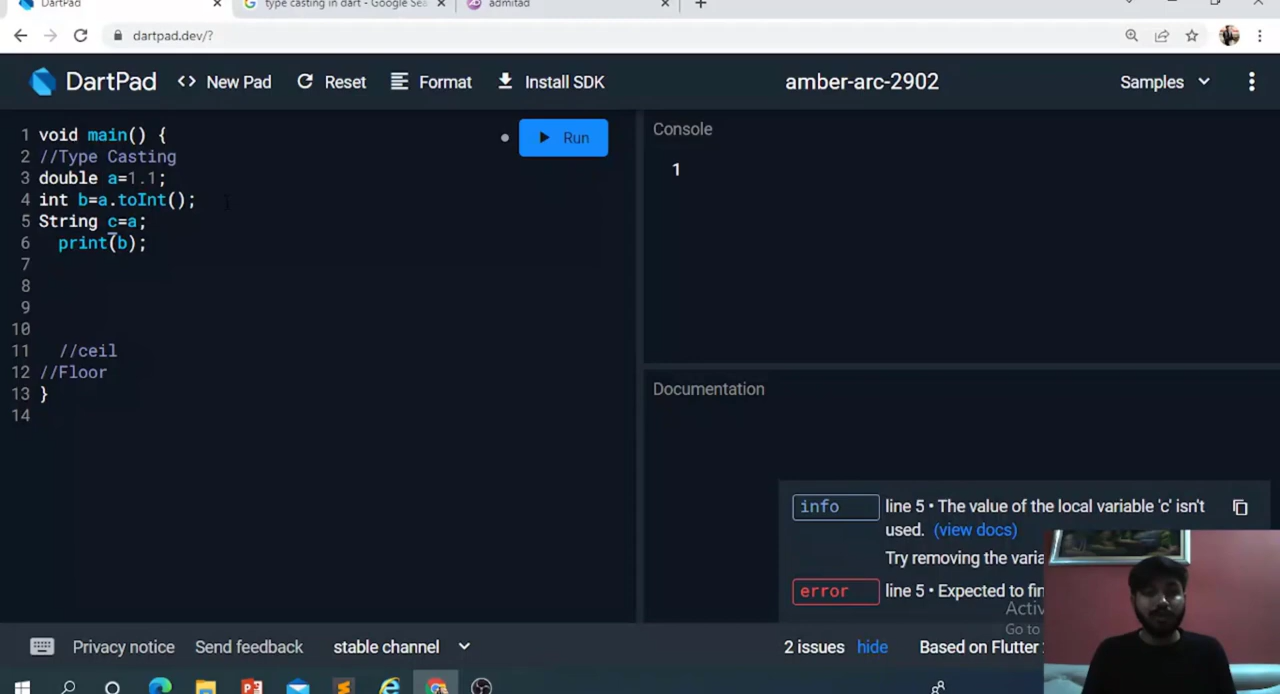 DartPad
type casting in dart - Google Sea
admitad
dartpad.dev/?
DartPad
<> New Pad
Reset
Format
Install SDK
amber-arc-2902
Samples
1 void main() {
2 //Type Casting
3 double a=1.1;
4 int b=a.toInt();
5 String c=a;
6 print(b);
7
8
9
10
11 //ceil
12 //Floor
13 }
14
Run
Console
1
Documentation
info line 5 • The value of the local variable 'c' isn't
used. (view docs)
Try removing the varia
error line 5 • Expected to fin
Activ
Go to
Privacy notice
Send feedback
stable channel
2 issues
hide
Based on Flutter